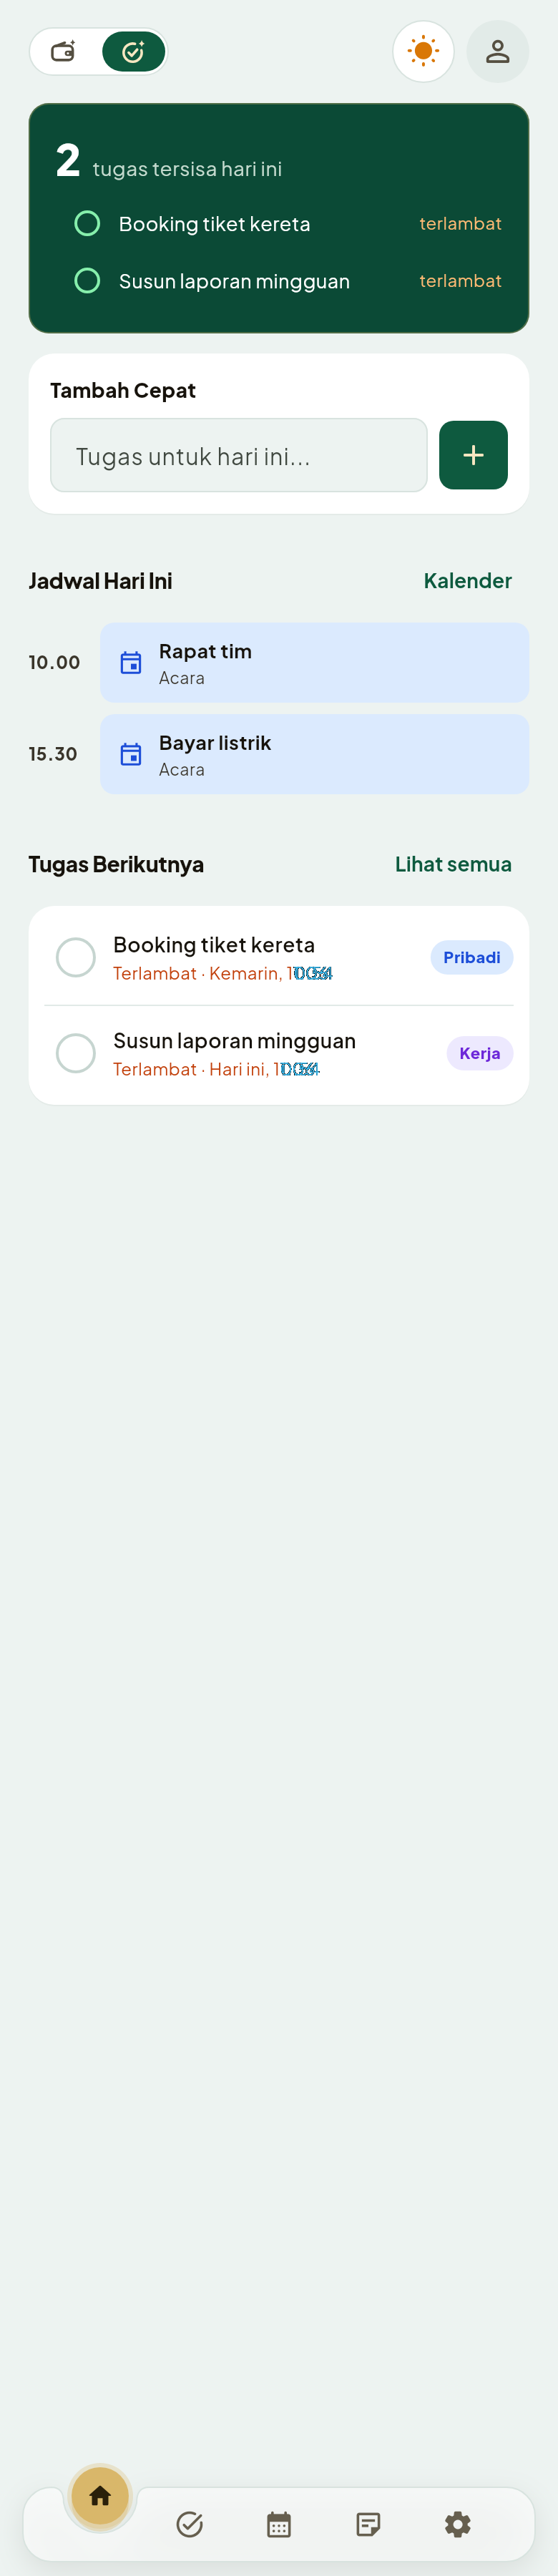 2 tugas tersisa hari ini
Booking tiket kereta terlambat
Susun laporan mingguan terlambat
Tambah Cepat
Tugas untuk hari ini...
Jadwal Hari Ini Kalender
10.00 Rapat tim
Acara
15.30 Bayar listrik
Acara
Tugas Berikutnya Lihat semua
Booking tiket kereta Pribadi
Terlambat · Kemarin,
Susun laporan mingguan Kerja
Terlambat · Hari ini,